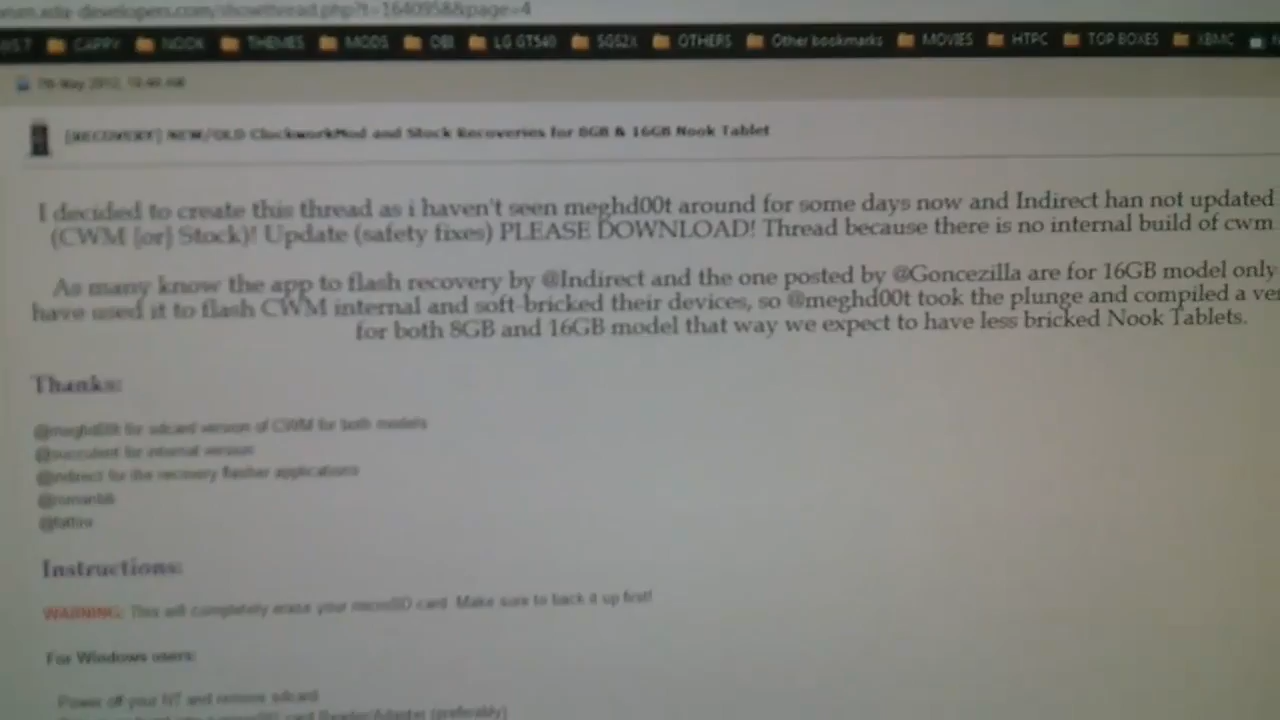 xda-developers.com/showthread.php?t=1640958&page=4
CAPPY NOOK THEMES MODS OBI LG GT540 SGS2X OTHERS Other bookmarks MOVIES HTPC TOP BOXES XBMC
7th May 2012,
[RECOVERY] NEW/OLD ClockworkMod and Stock Recoveries for 8GB & 16GB Nook Tablet
I decided to create this thread as i haven't seen meghd00t around for some days now and Indirect han not updated
(CWM [or] Stock)! Update (safety fixes) PLEASE DOWNLOAD! Thread because there is no internal build of cwm
As many know the app to flash recovery by @Indirect and the one posted by @Goncezilla are for 16GB model only
have used it to flash CWM internal and soft-bricked their devices, so @meghd00t took the plunge and compiled a ve
for both 8GB and 16GB model that way we expect to have less bricked Nook Tablets.
Thanks:
@meghd00t for sdcard version of CWM for both models
@succulent for internal version
@indirect for the recovery flasher applications
Instructions:
WARNING: This will completely erase your microSD card. Make sure to back it up first!
For Windows users:
Power off your NT and remove sdcard
microSD card Reader/Adapter (preferably)